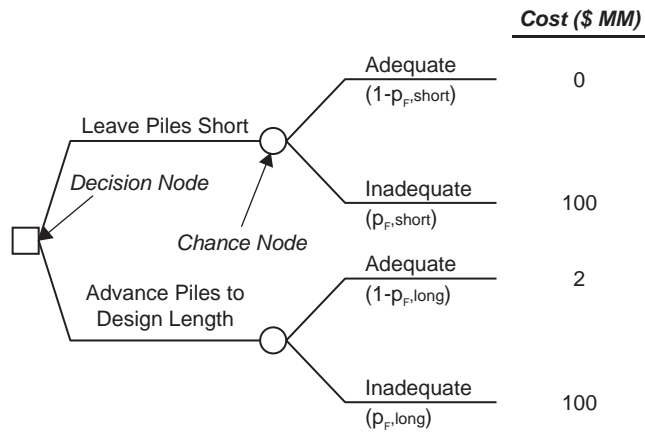 Cost ($ MM)
Adequate
(1-pF,short)
0
Leave Piles Short
Decision Node
Inadequate
(pF,short)
100
Chance Node
Adequate
(1-pF,long)
2
Advance Piles to
Design Length
Inadequate
(pF,long)
100